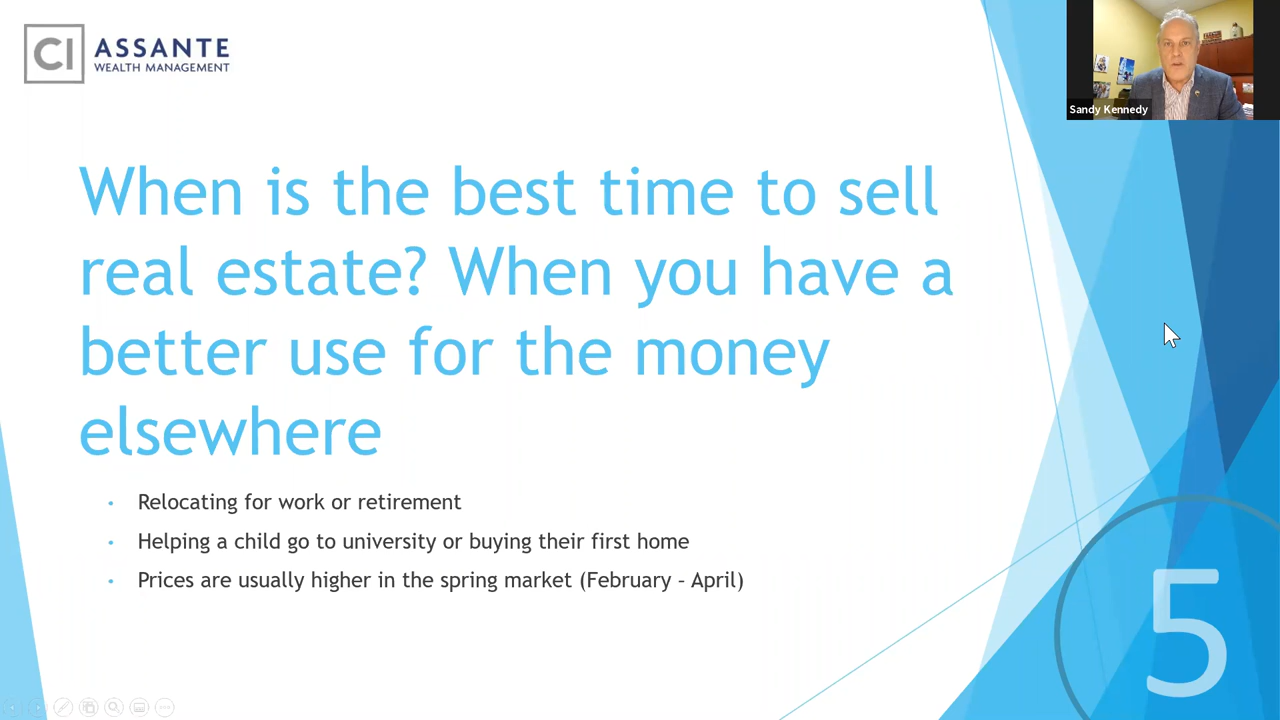 CI ASSANTE
WEALTH MANAGEMENT
Sandy Kennedy
When is the best time to sell
real estate? When you have a
better use for the money
elsewhere
• Relocating for work or retirement
• Helping a child go to university or buying their first home
• Prices are usually higher in the spring market (February – April)
5